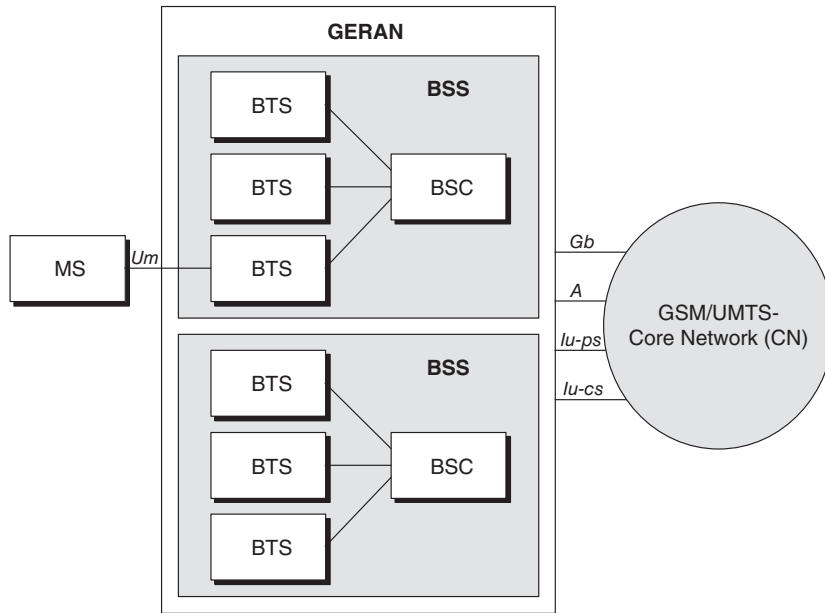 GERAN
BSS
BTS
BTS
BSC
BTS
MS
Um
BSS
BTS
BTS
BSC
BTS
Gb
A
Iu-ps
Iu-cs
GSM/UMTS-
Core Network (CN)